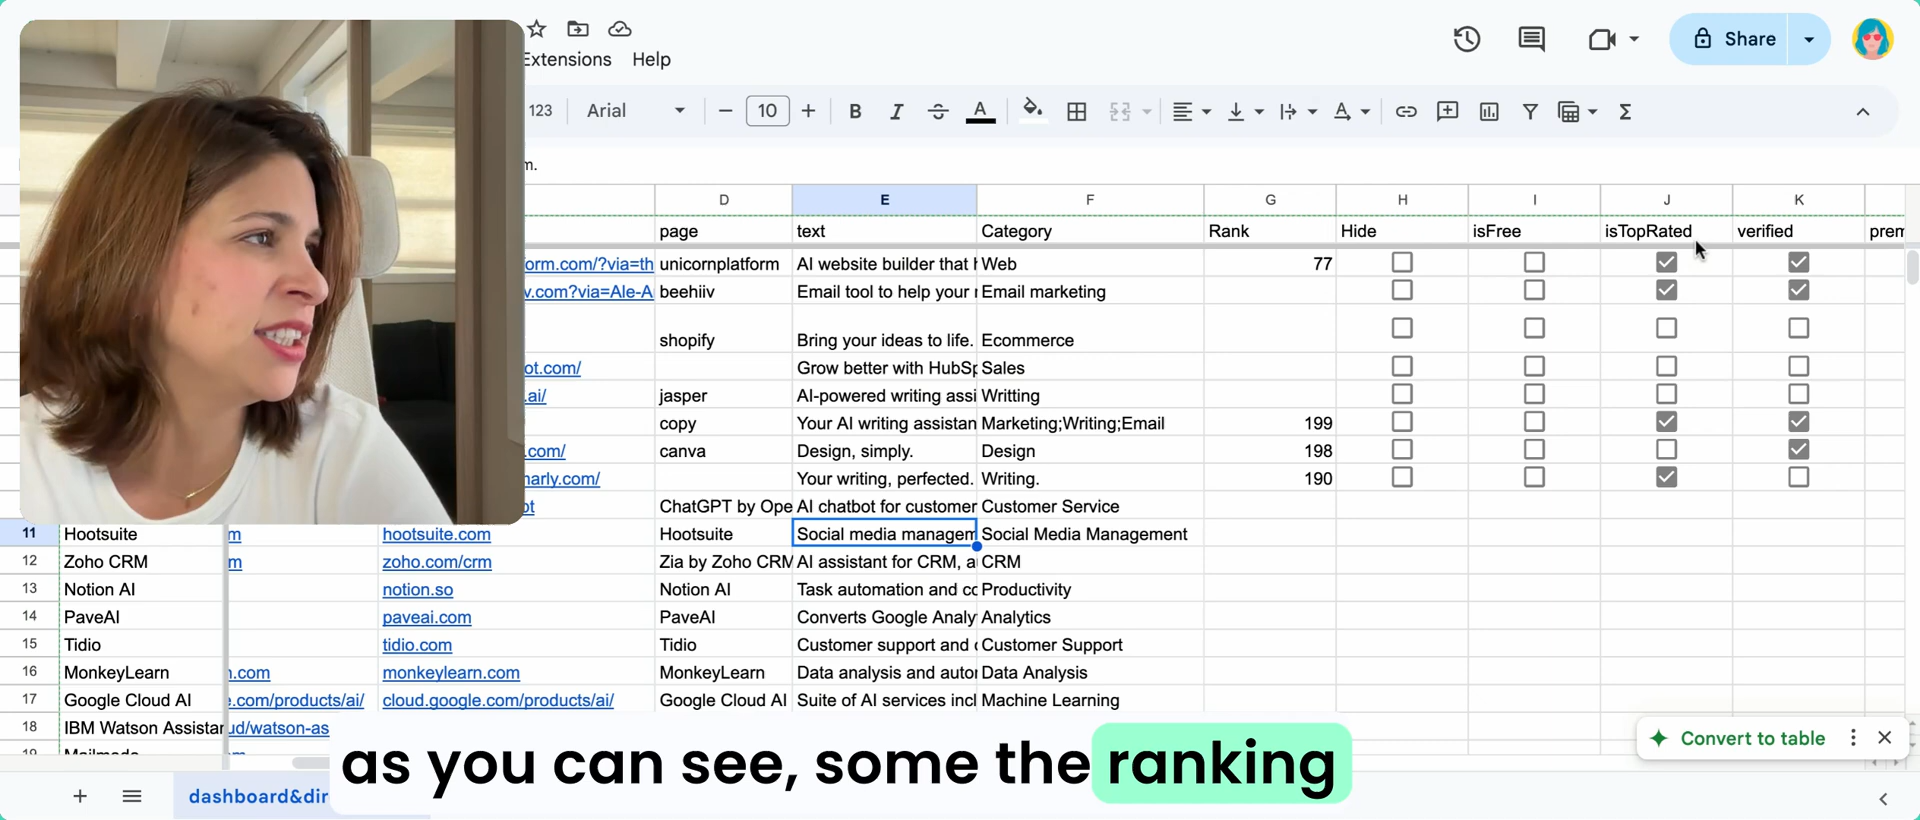 Extensions Help
Share
123 Arial 10 B I A
m.
D E F G H I J K
page text Category Rank Hide isFree isTopRated verified prem
orm.com/?via=th unicornplatform AI website builder that h Web 77
v.com?via=Ale-A beehiiv Email tool to help your Email marketing
shopify Bring your ideas to life. Ecommerce
ot.com/ Grow better with HubSp Sales
.ai/ jasper AI-powered writing assi Writting
copy Your AI writing assistan Marketing;Writing;Email 199
.com/ canva Design, simply. Design 198
narly.com/ Your writing, perfected. Writing. 190
ot ChatGPT by Ope AI chatbot for customer Customer Service
11 Hootsuite m hootsuite.com Hootsuite Social media managem Social Media Management
12 Zoho CRM m zoho.com/crm Zia by Zoho CRM AI assistant for CRM, a CRM
13 Notion AI notion.so Notion AI Task automation and cc Productivity
14 PaveAI paveai.com PaveAI Converts Google Analy Analytics
15 Tidio tidio.com Tidio Customer support and c Customer Support
16 MonkeyLearn n.com monkeylearn.com MonkeyLearn Data analysis and autor Data Analysis
17 Google Cloud AI e.com/products/ai/ cloud.google.com/products/ai/ Google Cloud AI Suite of AI services incl Machine Learning
18 IBM Watson Assistan ud/watson-as
Convert to table
as you can see, some the ranking
dashboard&dir